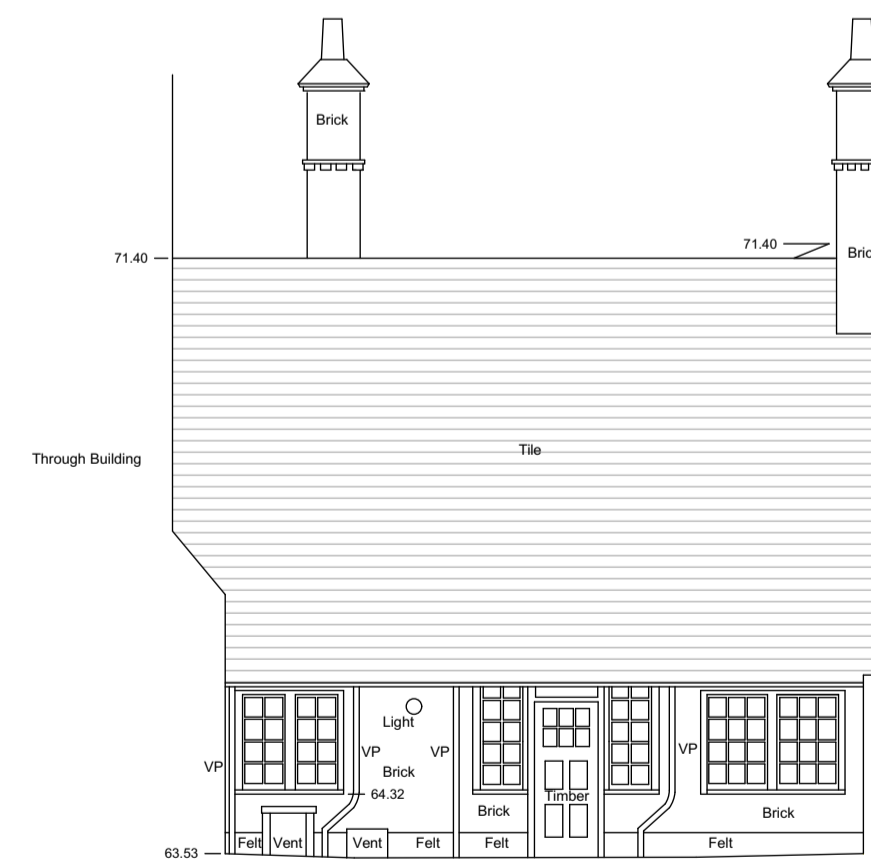 Brick
71.40
Bric
71.40
Tile
Through Building
Light
VP
VP
VP
VP
Brick
64.32
Timber
Brick
Brick
Felt
Vent
Vent
Felt
Felt
Felt
63.53